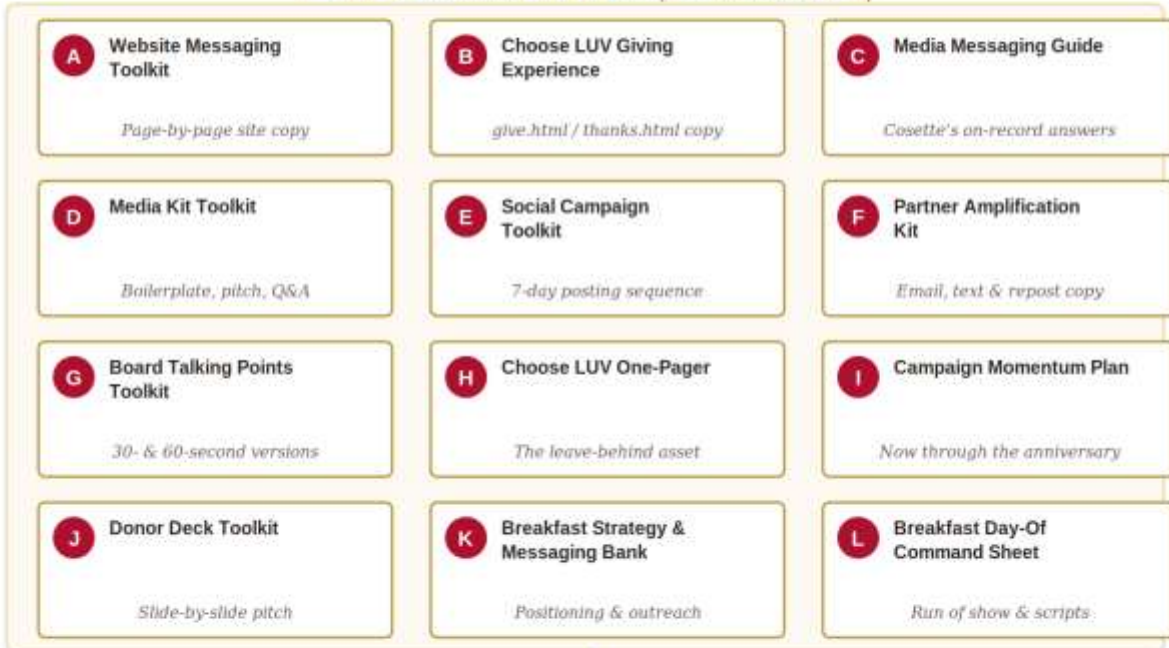 A
Website Messaging
Toolkit
Page-by-page site copy
B
Choose LUV Giving
Experience
give.html / thanks.html copy
C
Media Messaging Guide
Cosette's on-record answers
D
Media Kit Toolkit
Boilerplate, pitch, Q&A
E
Social Campaign
Toolkit
7-day posting sequence
F
Partner Amplification
Kit
Email, text & repost copy
G
Board Talking Points
Toolkit
30- & 60-second versions
H
Choose LUV One-Pager
The leave-behind asset
I
Campaign Momentum Plan
Now through the anniversary
J
Donor Deck Toolkit
Slide-by-slide pitch
K
Breakfast Strategy &
Messaging Bank
Positioning & outreach
L
Breakfast Day-Of
Command Sheet
Run of show & scripts